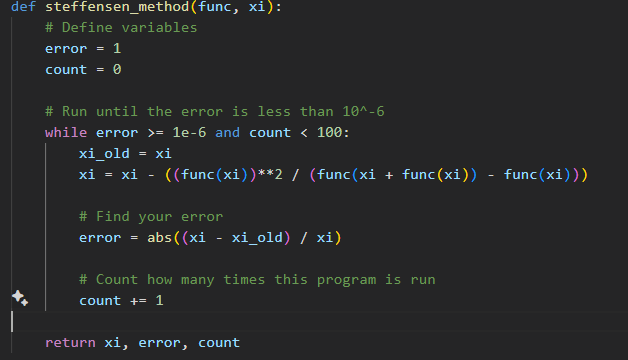 def steffensen_method(func, xi):
    # Define variables
    error = 1
    count = 0
    # Run until the error is less than 10^-6
    while error >= 1e-6 and count < 100:
        xi_old = xi
        xi = xi - ((func(xi))**2 / (func(xi + func(xi)) - func(xi)))
        # Find your error
        error = abs((xi - xi_old) / xi)
        # Count how many times this program is run
        count += 1
    return xi, error, count